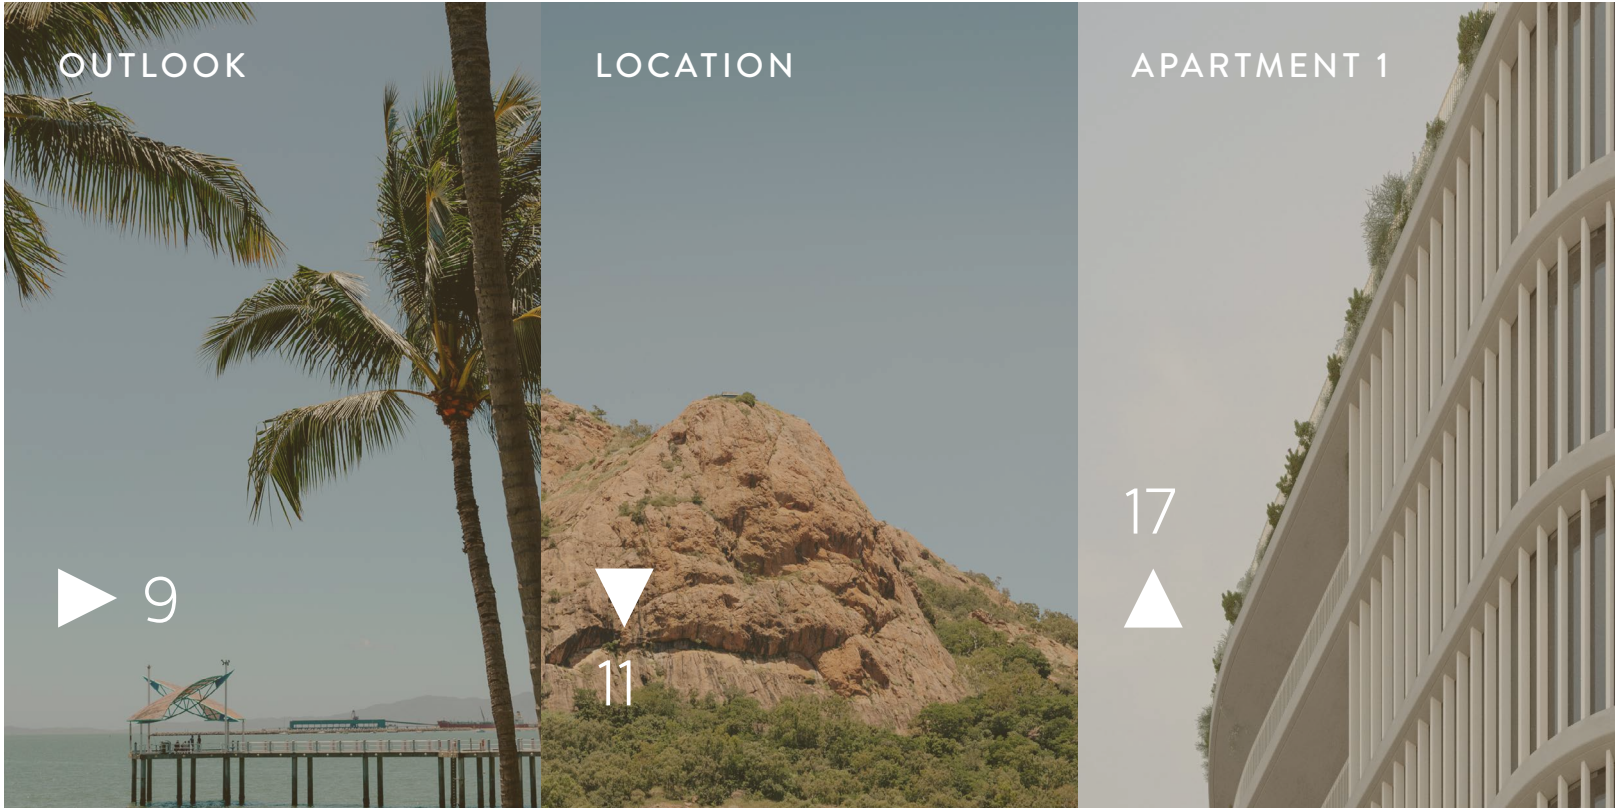 OUTLOOK
▶ 9
LOCATION
▼
11
APARTMENT 1
17
▲